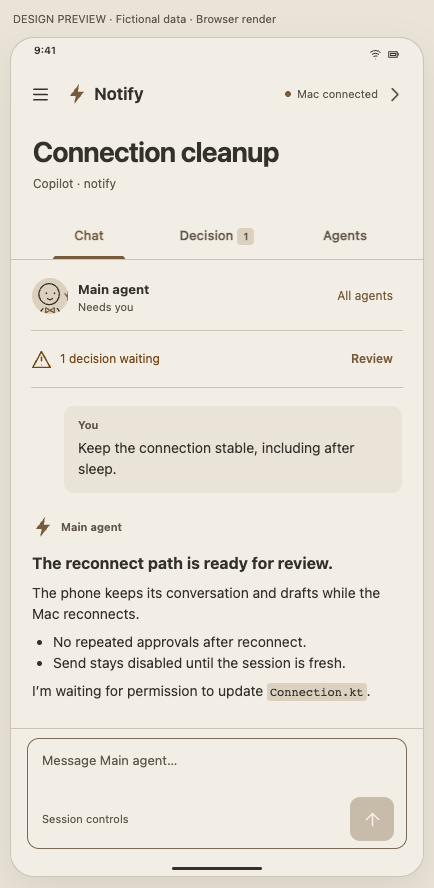 DESIGN PREVIEW · Fictional data · Browser render
9:41
Notify
Mac connected
Connection cleanup
Copilot · notify
Chat
Decision 1
Agents
Main agent
Needs you
All agents
1 decision waiting
Review
You
Keep the connection stable, including after
sleep.
Main agent
The reconnect path is ready for review.
The phone keeps its conversation and drafts while the
Mac reconnects.
• No repeated approvals after reconnect.
• Send stays disabled until the session is fresh.
I’m waiting for permission to update Connection.kt.
Message Main agent…
Session controls